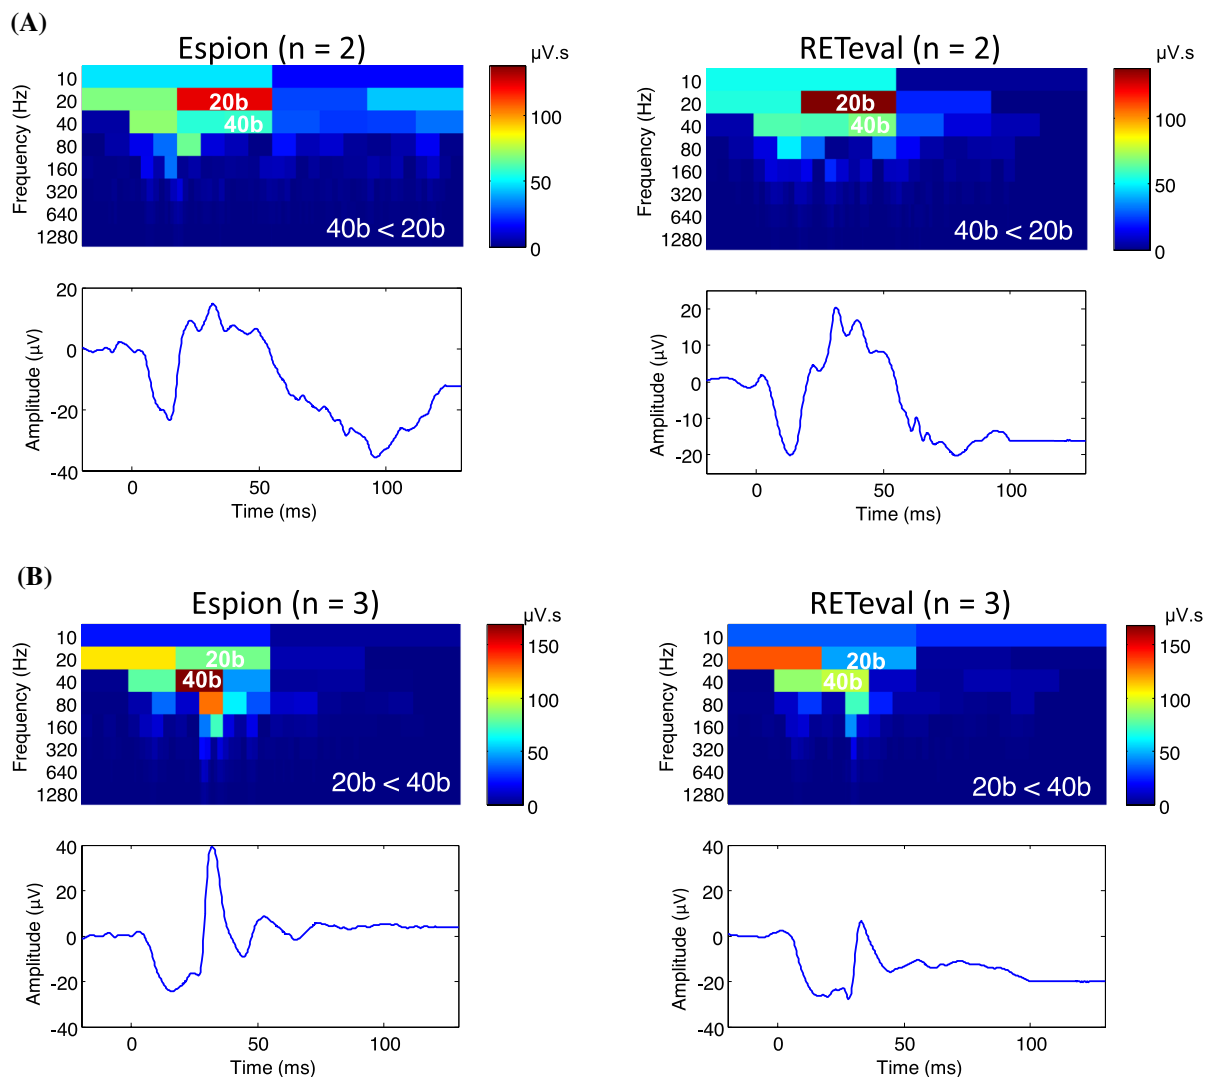 (A)
Espion (n = 2)
µV.s
Frequency (Hz)
10
20
40
80
160
320
640
1280
20b
40b
40b < 20b
100
50
0
RETeval (n = 2)
µV.s
Frequency (Hz)
10
20
40
80
160
320
640
1280
20b
40b
40b < 20b
100
50
0
Amplitude (µV)
20
0
-20
-40
0
50
100
Time (ms)
Amplitude (µV)
20
10
0
-10
-20
0
50
100
Time (ms)
(B)
Espion (n = 3)
µV.s
Frequency (Hz)
10
20
40
80
160
320
640
1280
20b
40b
20b < 40b
150
100
50
0
RETeval (n = 3)
µV.s
Frequency (Hz)
10
20
40
80
160
320
640
1280
20b
40b
20b < 40b
150
100
50
0
Amplitude (µV)
40
20
0
-20
-40
0
50
100
Time (ms)
Amplitude (µV)
40
20
0
-20
-40
0
50
100
Time (ms)